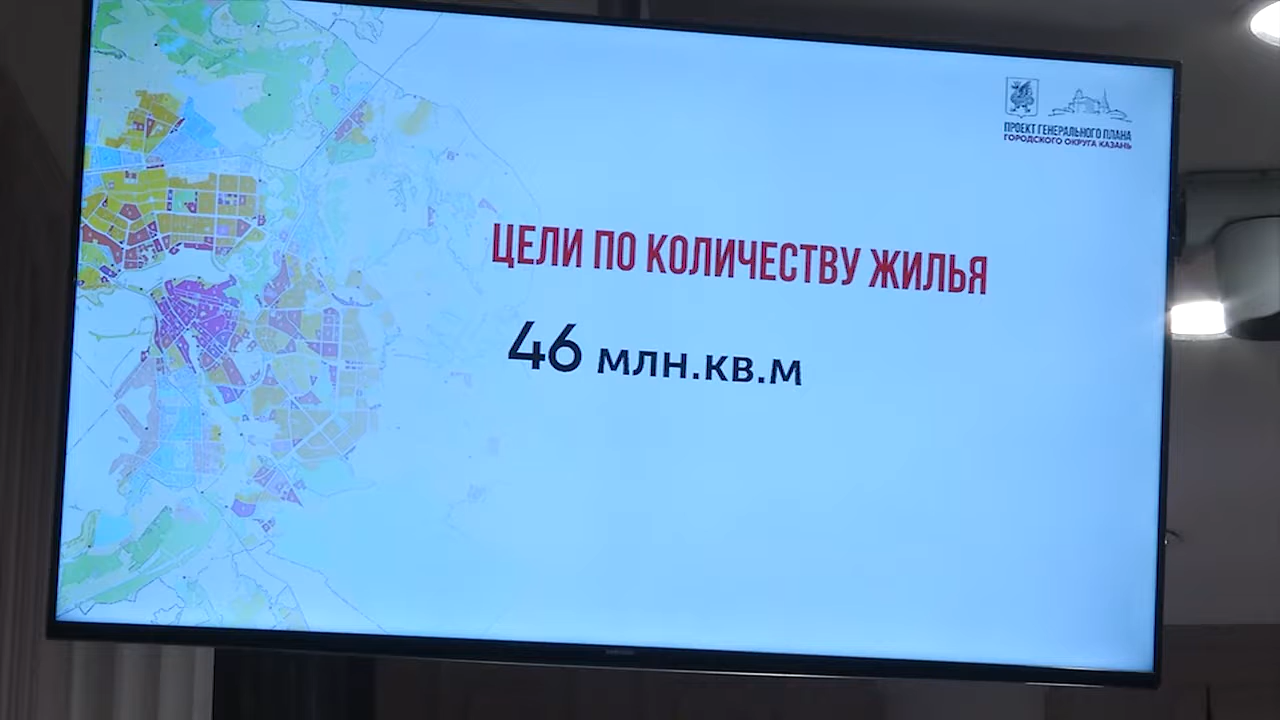 ПРОЕКТ ГЕНЕРАЛЬНОГО ПЛАНА
ГОРОДСКОГО ОКРУГА КАЗАНЬ
ЦЕЛИ ПО КОЛИЧЕСТВУ ЖИЛЬЯ
46 МЛН.КВ.М